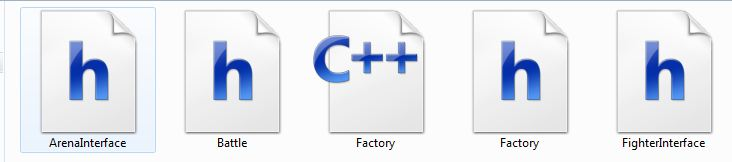 h h C++ h h
ArenaInterface Battle Factory Factory FighterInterface